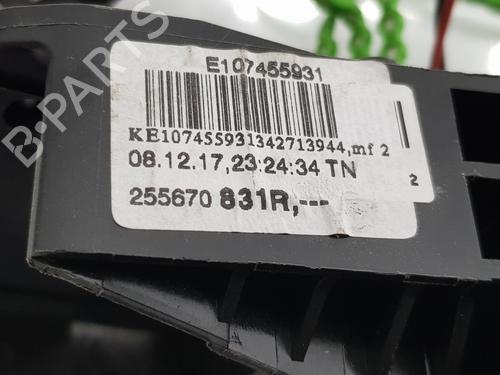 E107455931
KE107455931342713944,mf 2
08.12.17,23:24:34 TN
2
255670 831R,---
B-PARTS